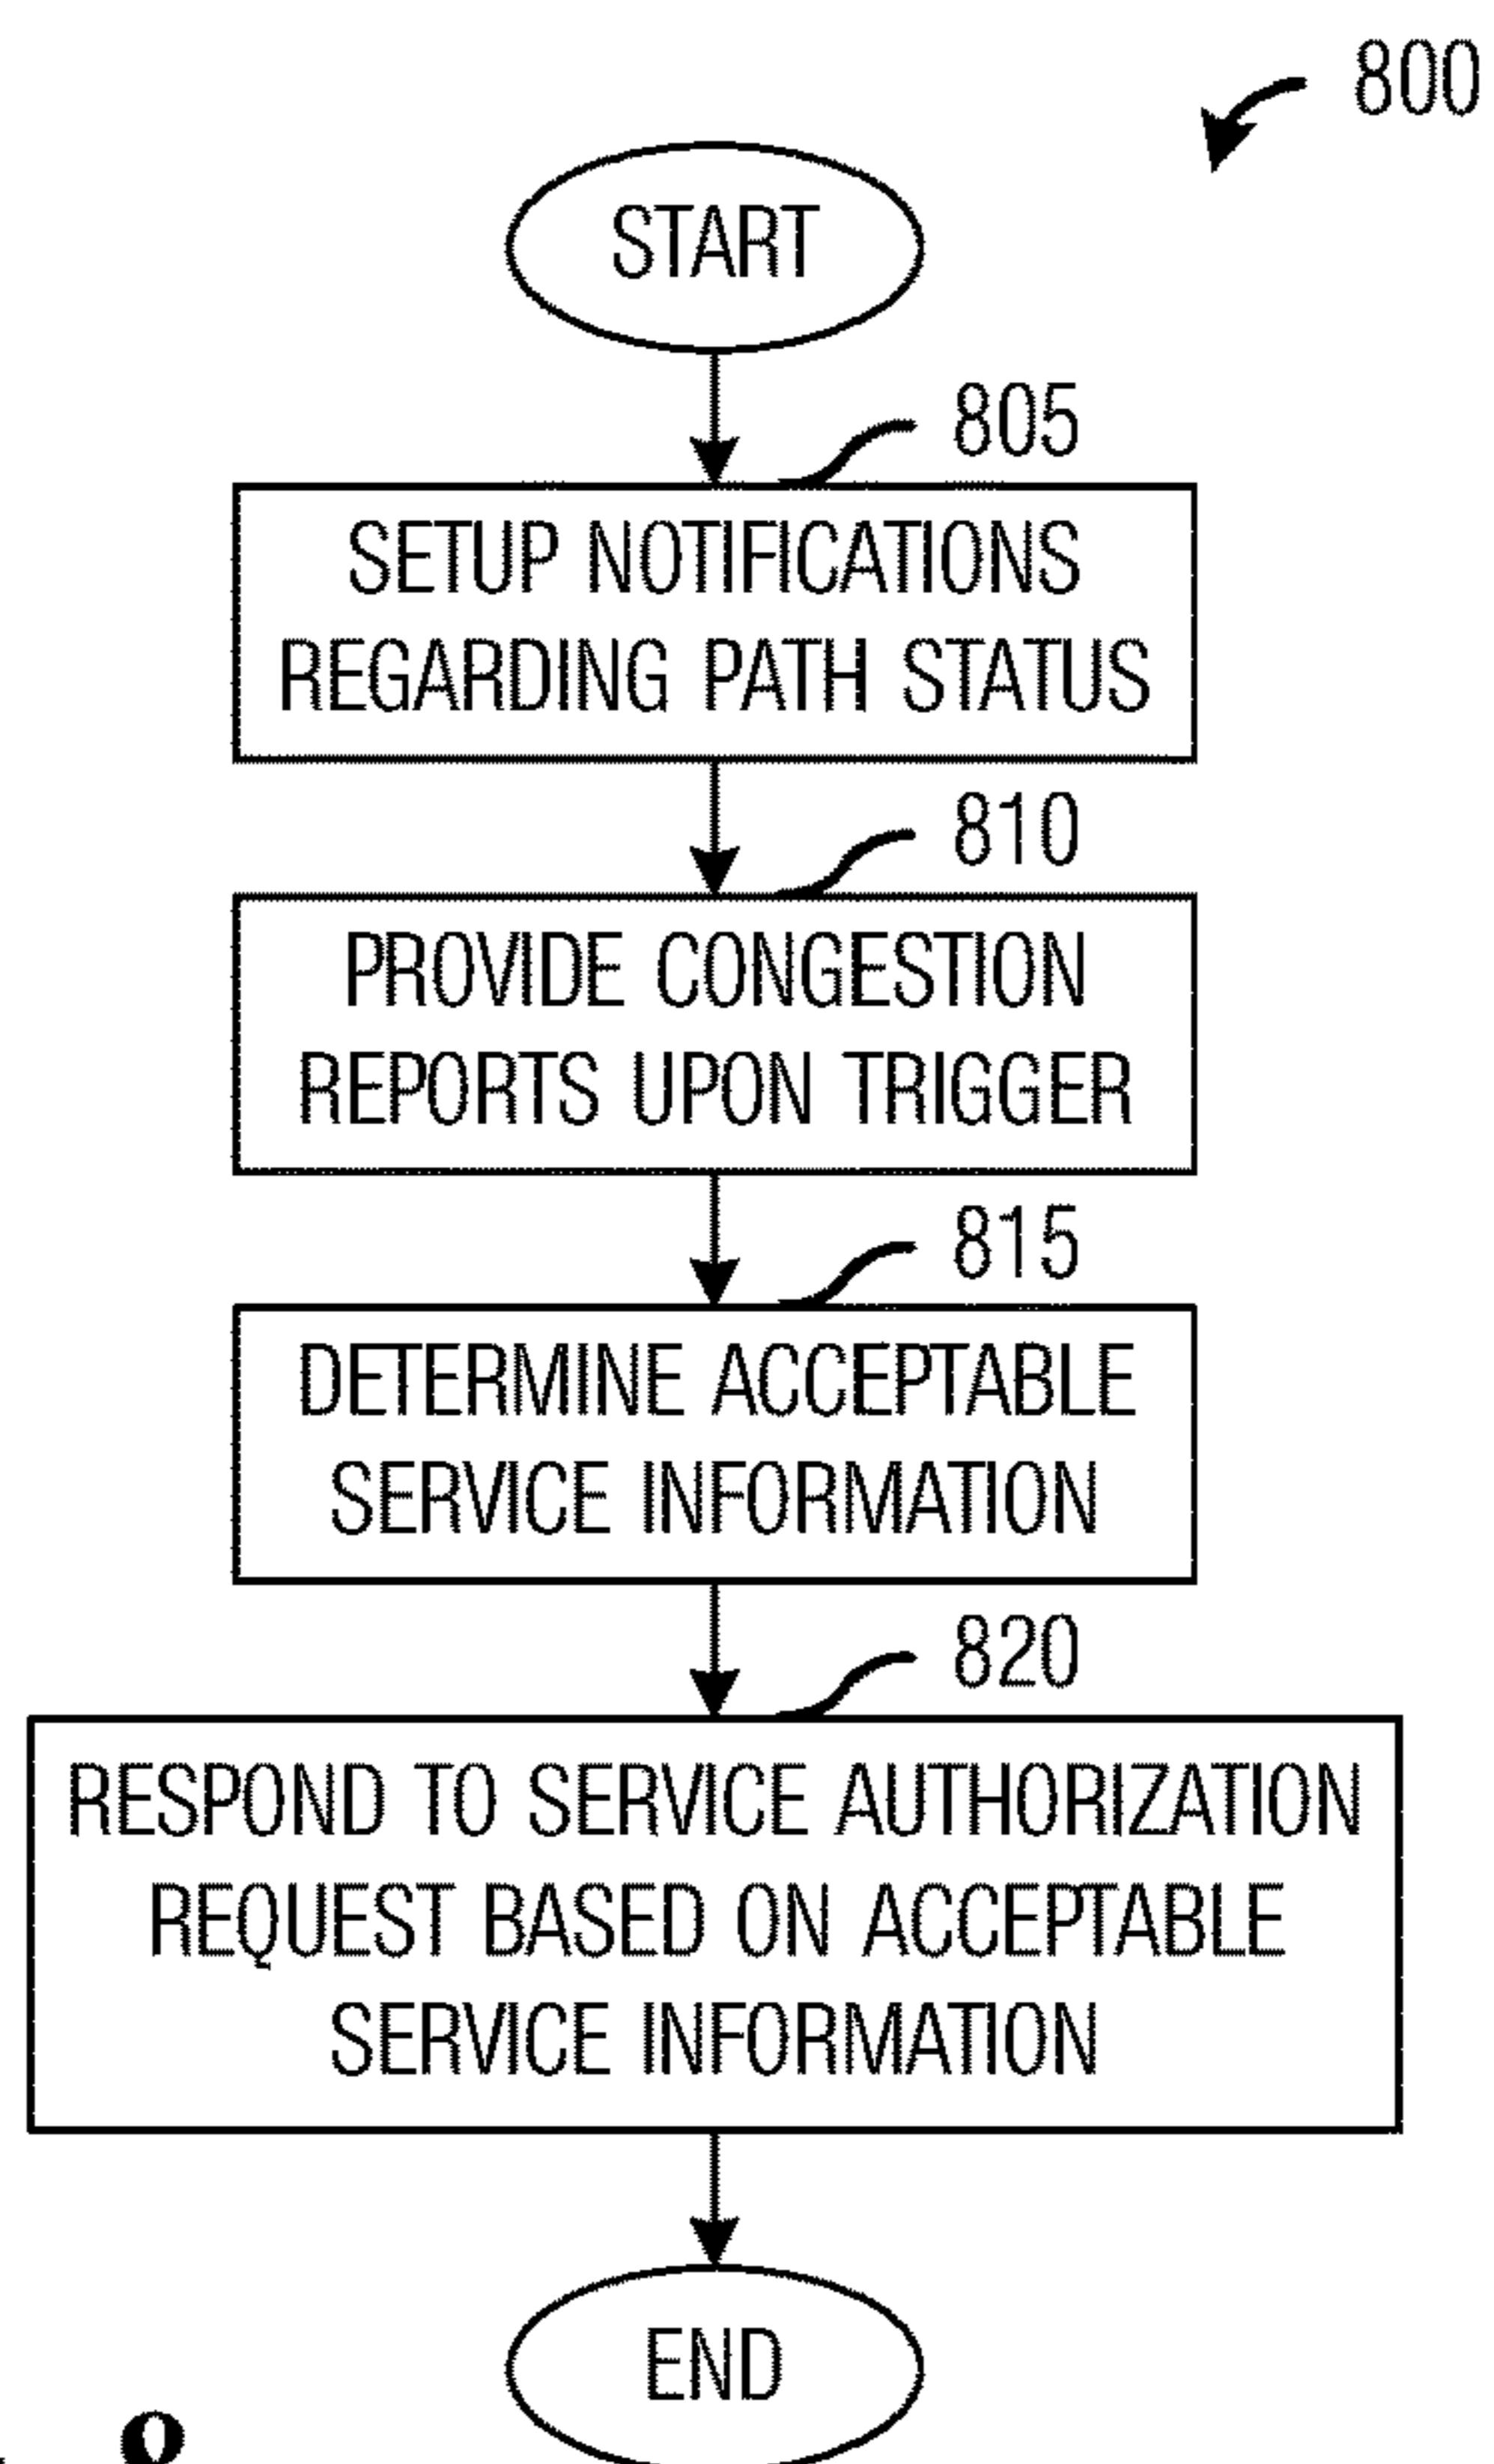 800
START
805
SETUP NOTIFICATIONS
REGARDING PATH STATUS
810
PROVIDE CONGESTION
REPORTS UPON TRIGGER
815
DETERMINE ACCEPTABLE
SERVICE INFORMATION
820
RESPOND TO SERVICE AUTHORIZATION
REQUEST BASED ON ACCEPTABLE
SERVICE INFORMATION
END